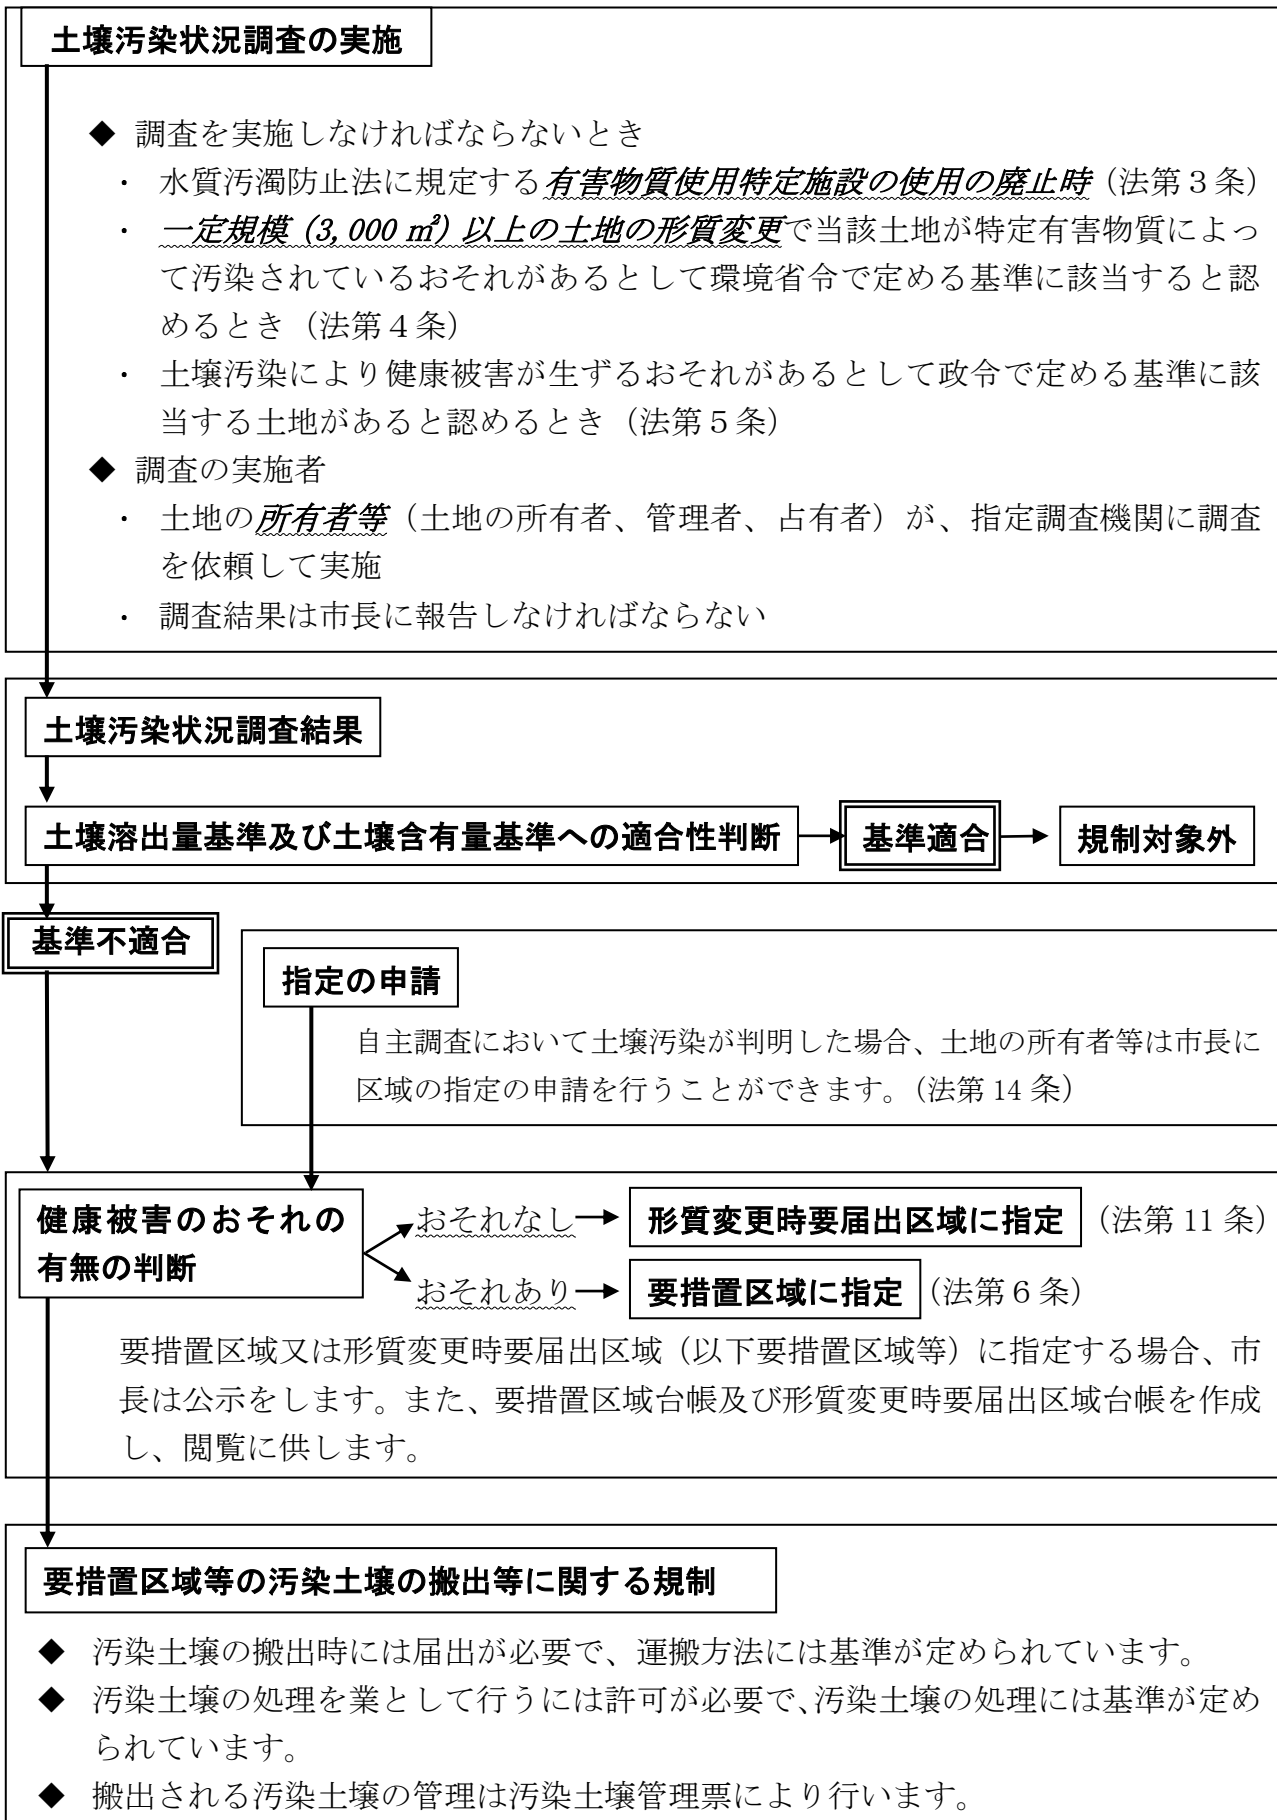 土壌汚染状況調査の実施
◆ 調査を実施しなければならないとき
・ 水質汚濁防止法に規定する有害物質使用特定施設の使用の廃止時（法第３条）
・ 一定規模（3,000 ㎡）以上の土地の形質変更で当該土地が特定有害物質によっ
て汚染されているおそれがあるとして環境省令で定める基準に該当すると認
めるとき（法第４条）
・ 土壌汚染により健康被害が生ずるおそれがあるとして政令で定める基準に該
当する土地があると認めるとき（法第５条）
◆ 調査の実施者
・ 土地の所有者等（土地の所有者、管理者、占有者）が、指定調査機関に調査
を依頼して実施
・ 調査結果は市長に報告しなければならない
土壌汚染状況調査結果
土壌溶出量基準及び土壌含有量基準への適合性判断 基準適合 規制対象外
基準不適合
指定の申請
自主調査において土壌汚染が判明した場合、土地の所有者等は市長に
区域の指定の申請を行うことができます。（法第 14 条）
健康被害のおそれの
有無の判断
おそれなし 形質変更時要届出区域に指定 （法第 11 条）
おそれあり 要措置区域に指定 （法第６条）
要措置区域又は形質変更時要届出区域（以下要措置区域等）に指定する場合、市
長は公示をします。また、要措置区域台帳及び形質変更時要届出区域台帳を作成
し、閲覧に供します。
要措置区域等の汚染土壌の搬出等に関する規制
◆ 汚染土壌の搬出時には届出が必要で、運搬方法には基準が定められています。
◆ 汚染土壌の処理を業として行うには許可が必要で、汚染土壌の処理には基準が定め
られています。
◆ 搬出される汚染土壌の管理は汚染土壌管理票により行います。